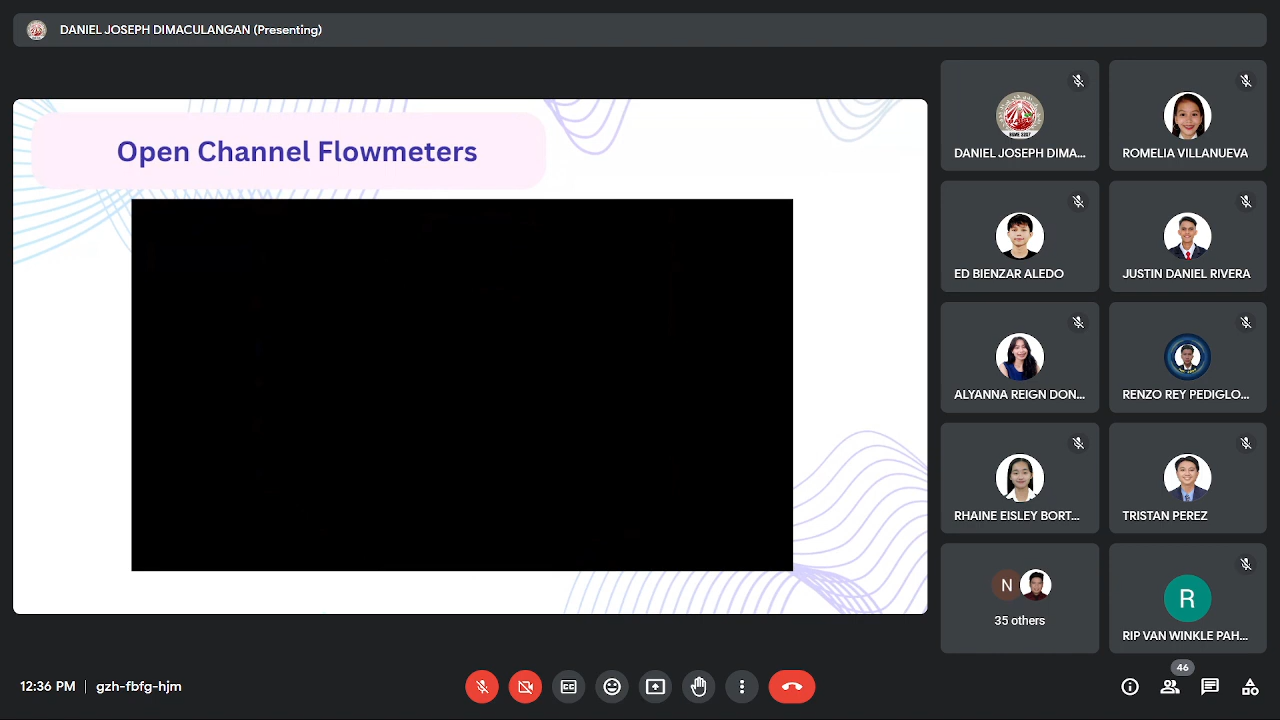 DANIEL JOSEPH DIMACULANGAN (Presenting)
Open Channel Flowmeters
DANIEL JOSEPH DIMA...
ROMELIA VILLANUEVA
ED BIENZAR ALEDO
JUSTIN DANIEL RIVERA
ALYANNA REIGN DON...
RENZO REY PEDIGLO...
RHAINE EISLEY BORT...
TRISTAN PEREZ
N
35 others
R
RIP VAN WINKLE PAH...
12:36 PM | gzh-fbfg-hjm
46